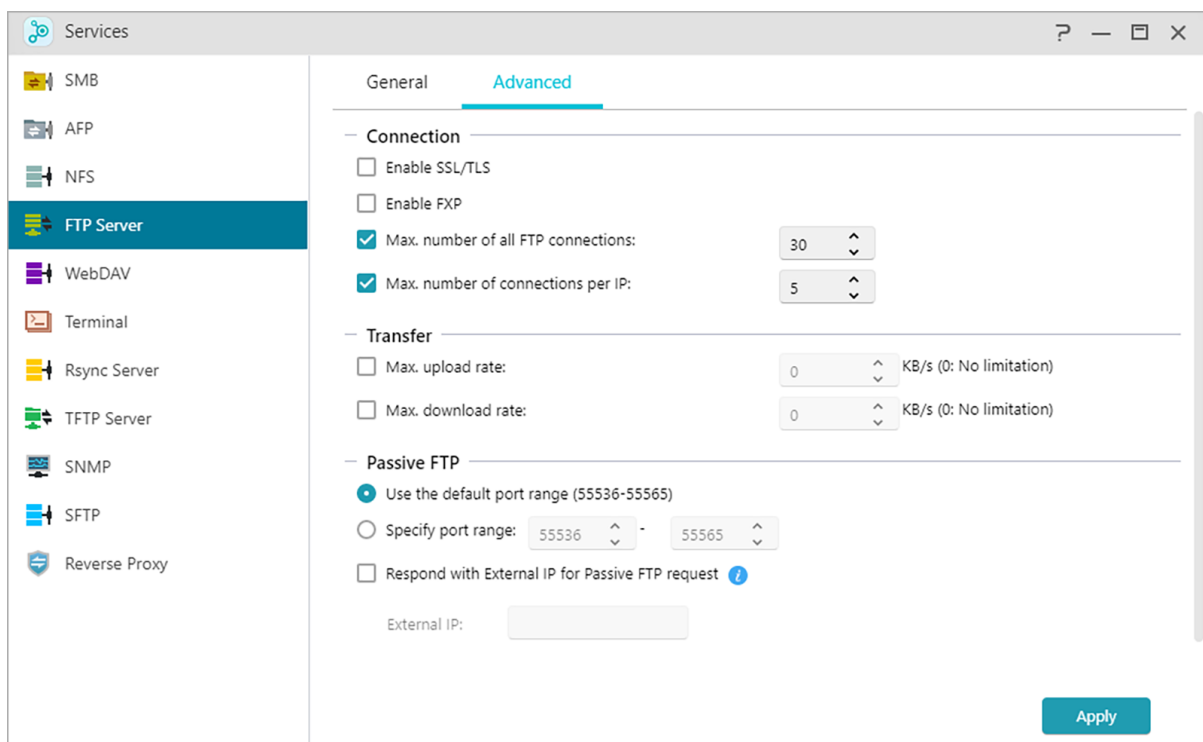 Services
SMB
AFP
NFS
FTP Server
WebDAV
Terminal
Rsync Server
TFTP Server
SNMP
SFTP
Reverse Proxy
General Advanced
Connection
Enable SSL/TLS
Enable FXP
Max. number of all FTP connections: 30
Max. number of connections per IP: 5
Transfer
Max. upload rate: 0 KB/s (0: No limitation)
Max. download rate: 0 KB/s (0: No limitation)
Passive FTP
Use the default port range (55536-55565)
Specify port range: 55536 - 55565
Respond with External IP for Passive FTP request
External IP:
Apply